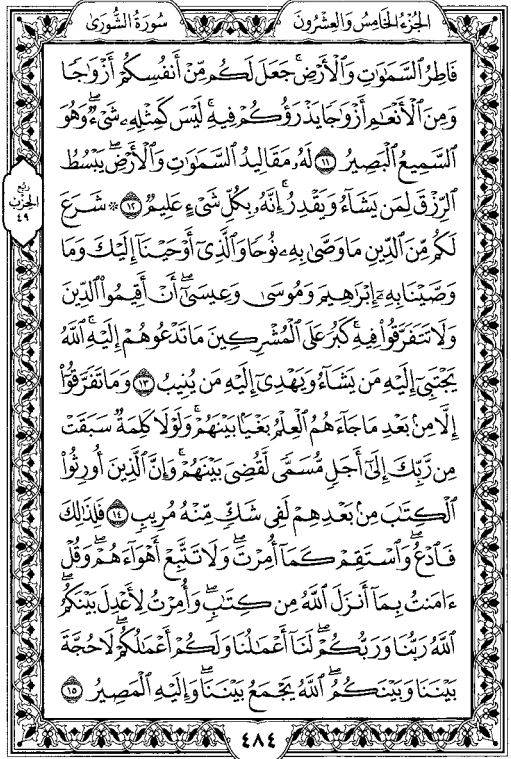 سُورَةُ الشُّورَىٰ
الجُزْءُ الخَامِسُ وَالعِشْرُونَ
فَاطِرُ ٱلسَّمَٰوَٰتِ وَٱلْأَرْضِۚ جَعَلَ لَكُم مِّنْ أَنفُسِكُمْ أَزْوَٰجًا
وَمِنَ ٱلْأَنْعَٰمِ أَزْوَٰجًا يَذْرَؤُكُمْ فِيهِۚ لَيْسَ كَمِثْلِهِۦ شَىْءٌۖ وَهُوَ
ٱلسَّمِيعُ ٱلْبَصِيرُ ١١ لَهُۥ مَقَالِيدُ ٱلسَّمَٰوَٰتِ وَٱلْأَرْضِۖ يَبْسُطُ
ٱلرِّزْقَ لِمَن يَشَآءُ وَيَقْدِرُۚ إِنَّهُۥ بِكُلِّ شَىْءٍ عَلِيمٌ ١٢ ۞ شَرَعَ
لَكُم مِّنَ ٱلدِّينِ مَا وَصَّىٰ بِهِۦ نُوحًا وَٱلَّذِىٓ أَوْحَيْنَآ إِلَيْكَ وَمَا
وَصَّيْنَا بِهِۦٓ إِبْرَٰهِيمَ وَمُوسَىٰ وَعِيسَىٰٓۖ أَنْ أَقِيمُوا۟ ٱلدِّينَ
وَلَا تَتَفَرَّقُوا۟ فِيهِۚ كَبُرَ عَلَى ٱلْمُشْرِكِينَ مَا تَدْعُوهُمْ إِلَيْهِۚ ٱللَّهُ
يَجْتَبِىٓ إِلَيْهِ مَن يَشَآءُ وَيَهْدِىٓ إِلَيْهِ مَن يُنِيبُ ١٣ وَمَا تَفَرَّقُوٓا۟
إِلَّا مِنۢ بَعْدِ مَا جَآءَهُمُ ٱلْعِلْمُ بَغْيًۢا بَيْنَهُمْۚ وَلَوْلَا كَلِمَةٌ سَبَقَتْ
مِن رَّبِّكَ إِلَىٰٓ أَجَلٍ مُّسَمًّى لَّقُضِىَ بَيْنَهُمْۚ وَإِنَّ ٱلَّذِينَ أُورِثُوا۟
ٱلْكِتَٰبَ مِنۢ بَعْدِهِمْ لَفِى شَكٍّ مِّنْهُ مُرِيبٍ ١٤ فَلِذَٰلِكَ
فَٱدْعُۖ وَٱسْتَقِمْ كَمَآ أُمِرْتَۖ وَلَا تَتَّبِعْ أَهْوَآءَهُمْۖ وَقُلْ
ءَامَنتُ بِمَآ أَنزَلَ ٱللَّهُ مِن كِتَٰبٍۖ وَأُمِرْتُ لِأَعْدِلَ بَيْنَكُمُۖ
ٱللَّهُ رَبُّنَا وَرَبُّكُمْۖ لَنَآ أَعْمَٰلُنَا وَلَكُمْ أَعْمَٰلُكُمْۖ لَا حُجَّةَ
بَيْنَنَا وَبَيْنَكُمُۖ ٱللَّهُ يَجْمَعُ بَيْنَنَاۖ وَإِلَيْهِ ٱلْمَصِيرُ ١٥
ربع
الحزب
٤٩
٤٨٤